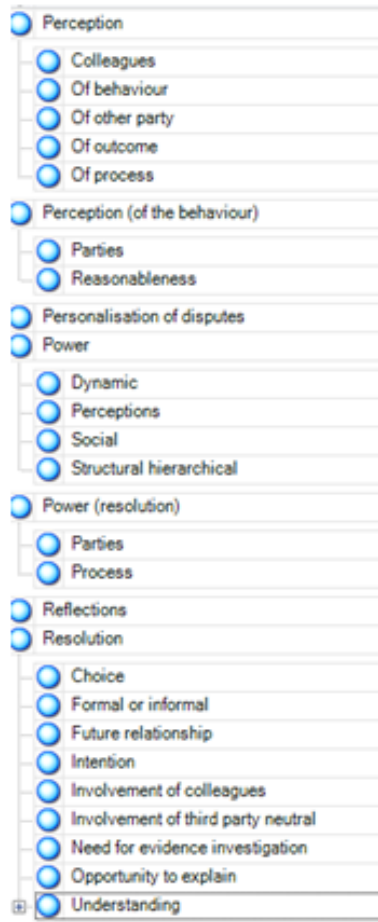 Perception
Colleagues
Of behaviour
Of other party
Of outcome
Of process
Perception (of the behaviour)
Parties
Reasonableness
Personalisation of disputes
Power
Dynamic
Perceptions
Social
Structural hierarchical
Power (resolution)
Parties
Process
Reflections
Resolution
Choice
Formal or informal
Future relationship
Intention
Involvement of colleagues
Involvement of third party neutral
Need for evidence investigation
Opportunity to explain
Understanding